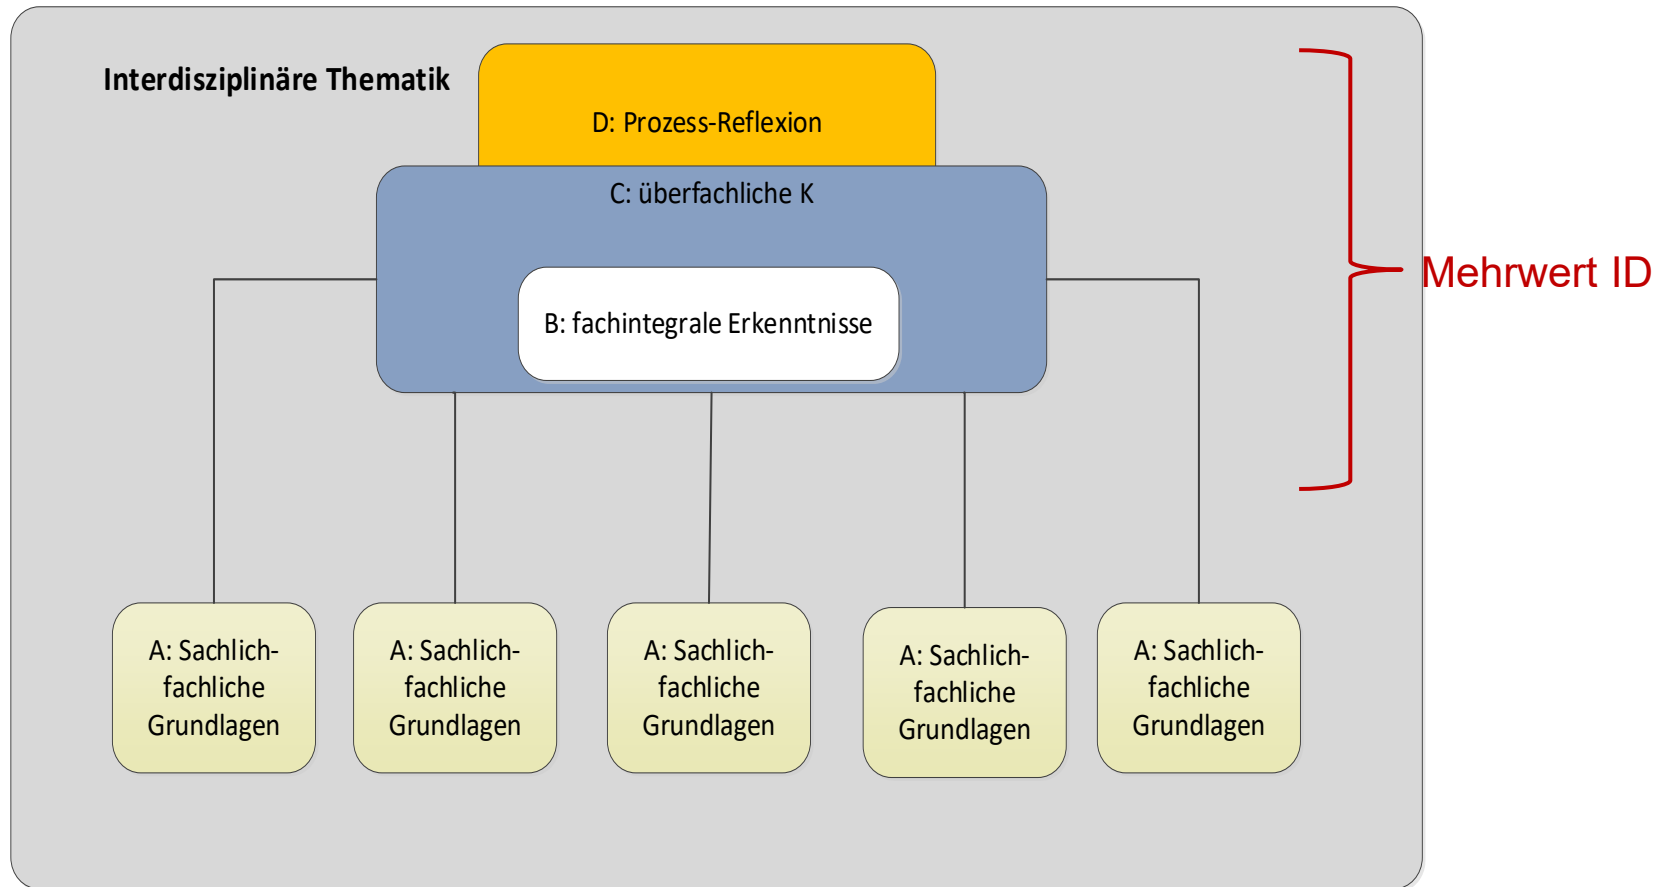 Interdisziplinäre Thematik
D: Prozess-Reflexion
C: überfachliche K
Mehrwert ID
B: fachintegrale Erkenntnisse
A: Sachlich-
fachliche
Grundlagen
A: Sachlich-
fachliche
Grundlagen
A: Sachlich-
fachliche
Grundlagen
A: Sachlich-
fachliche
Grundlagen
A: Sachlich-
fachliche
Grundlagen